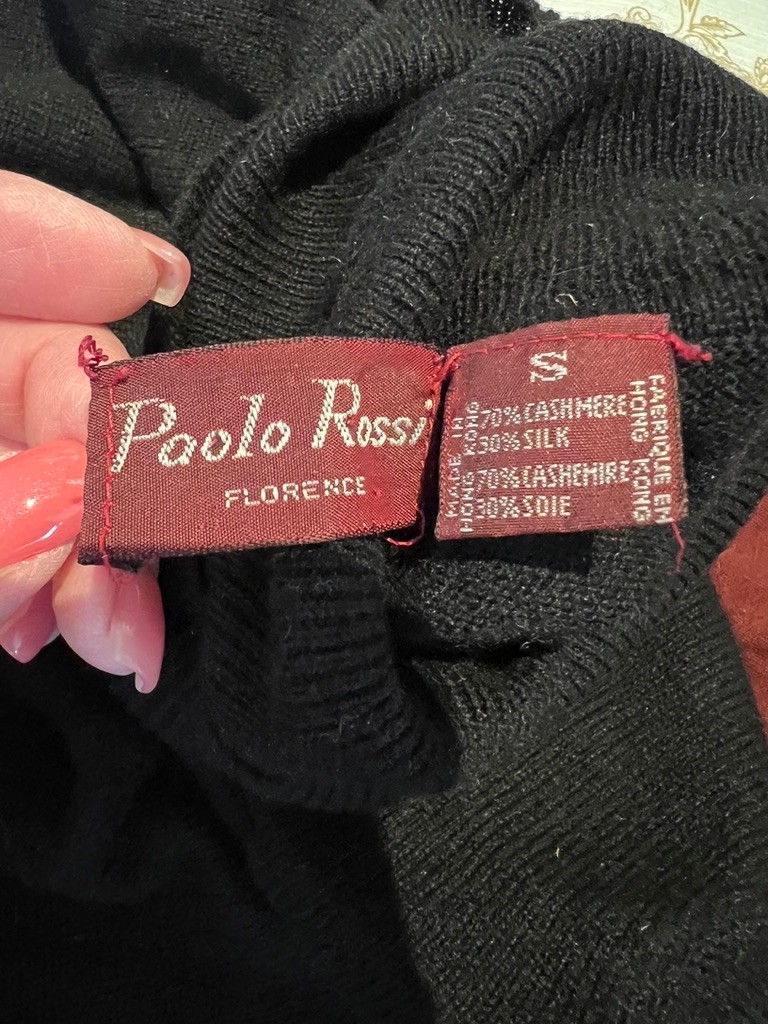 Paolo Rossi
FLORENCE
S
MADE IN
HONG KONG
70% CASHMERE
30% SILK
70% CASHEMIRE
30% SOIE
FABRIQUE EN
HONG KONG